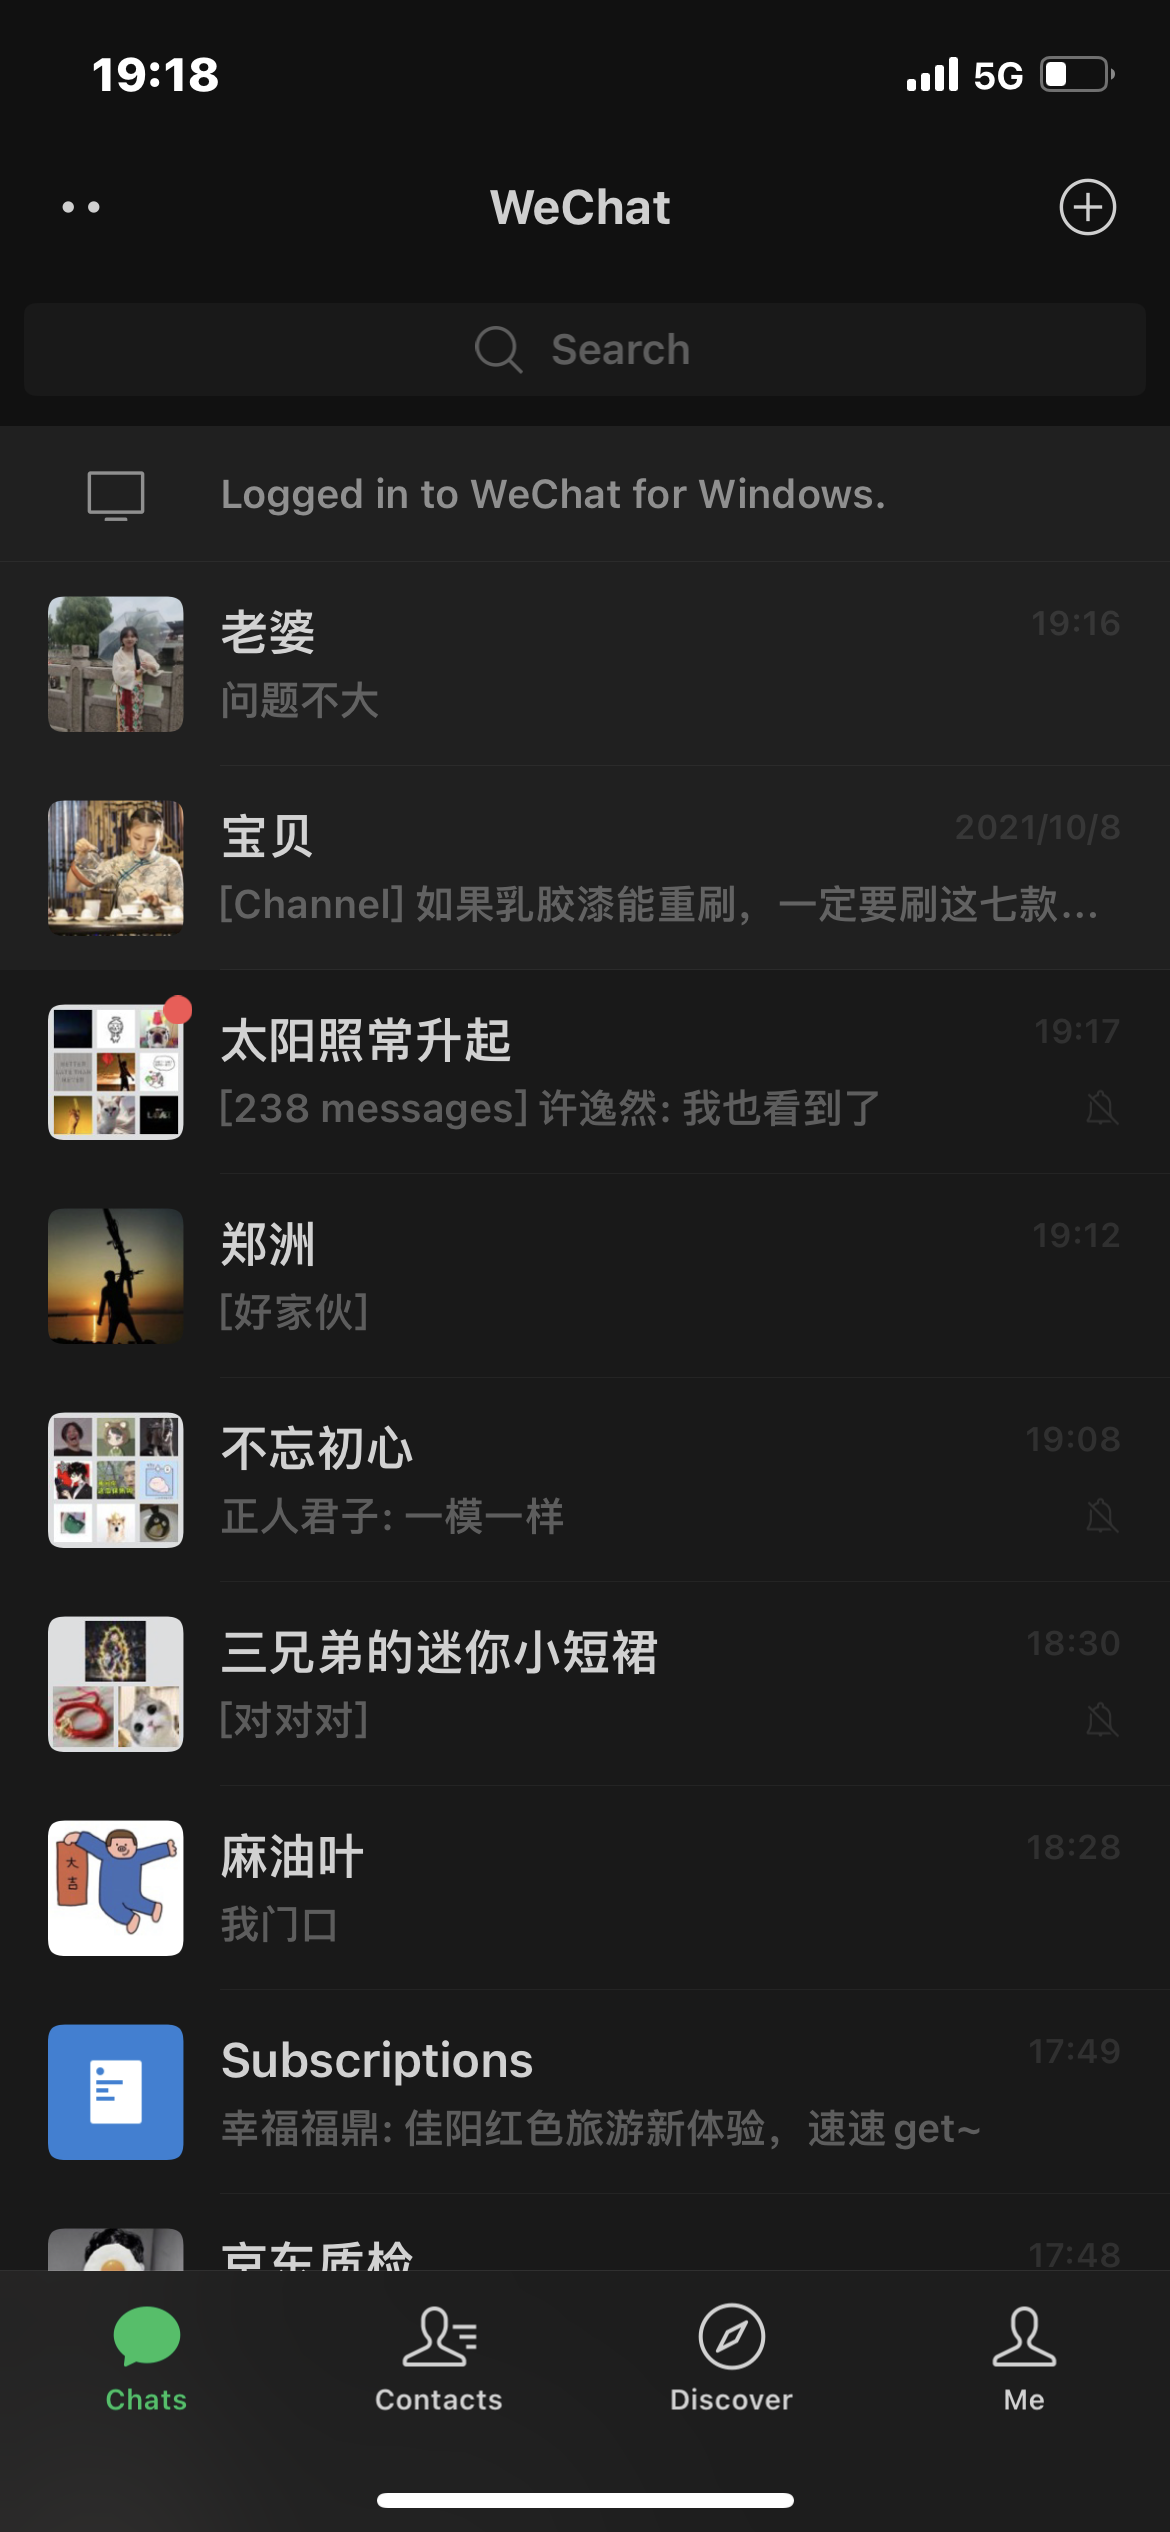 19:18
5G
WeChat
Search
Logged in to WeChat for Windows.
老婆
19:16
问题不大
宝贝
2021/10/8
[Channel] 如果乳胶漆能重刷，一定要刷这七款...
太阳照常升起
19:17
[238 messages] 许逸然: 我也看到了
郑洲
19:12
[好家伙]
不忘初心
19:08
正人君子: 一模一样
三兄弟的迷你小短裙
18:30
[对对对]
大吉
麻油叶
18:28
我门口
Subscriptions
17:49
幸福福鼎: 佳阳红色旅游新体验，速速 get~
京东质检
17:48
Chats
Contacts
Discover
Me